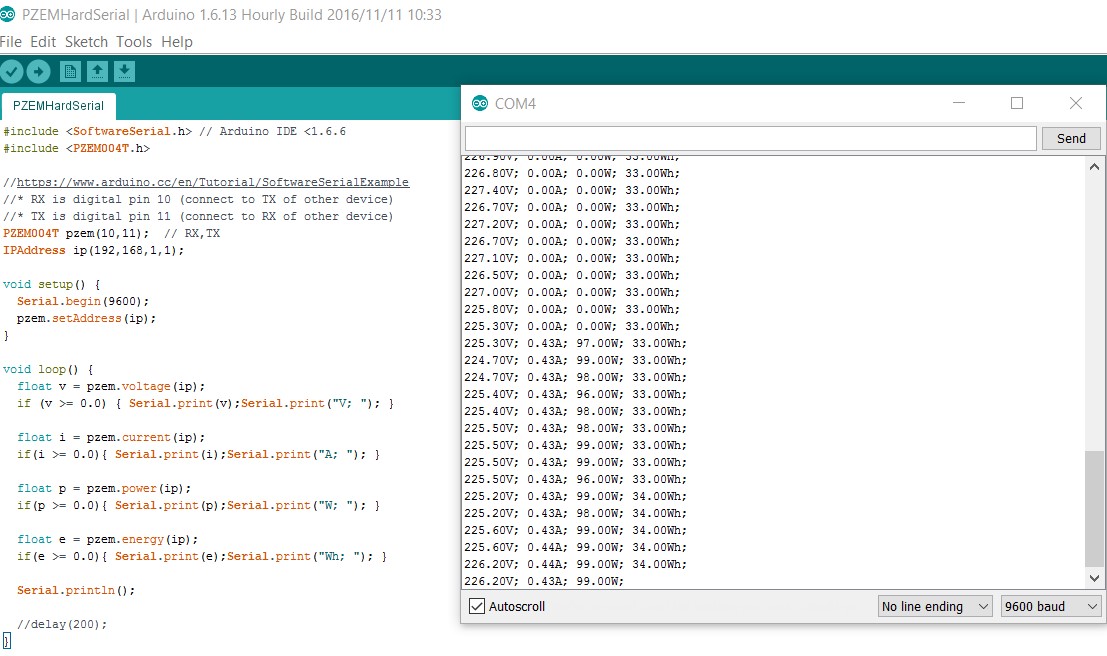 PZEMHardSerial | Arduino 1.6.13 Hourly Build 2016/11/11 10:33
File Edit Sketch Tools Help
PZEMHardSerial
#include <SoftwareSerial.h> // Arduino IDE <1.6.6
#include <PZEM004T.h>
//https://www.arduino.cc/en/Tutorial/SoftwareSerialExample
//* RX is digital pin 10 (connect to TX of other device)
//* TX is digital pin 11 (connect to RX of other device)
PZEM004T pzem(10,11);  // RX,TX
IPAddress ip(192,168,1,1);
void setup() {
Serial.begin(9600);
pzem.setAddress(ip);
}
void loop() {
float v = pzem.voltage(ip);
if (v >= 0.0) { Serial.print(v);Serial.print("V; "); }
float i = pzem.current(ip);
if(i >= 0.0){ Serial.print(i);Serial.print("A; "); }
float p = pzem.power(ip);
if(p >= 0.0){ Serial.print(p);Serial.print("W; "); }
float e = pzem.energy(ip);
if(e >= 0.0){ Serial.print(e);Serial.print("Wh; "); }
Serial.println();
//delay(200);
}
COM4
Send
226.90V; 0.00A; 0.00W; 33.00Wh;
226.80V; 0.00A; 0.00W; 33.00Wh;
227.40V; 0.00A; 0.00W; 33.00Wh;
226.70V; 0.00A; 0.00W; 33.00Wh;
227.20V; 0.00A; 0.00W; 33.00Wh;
226.70V; 0.00A; 0.00W; 33.00Wh;
227.10V; 0.00A; 0.00W; 33.00Wh;
226.50V; 0.00A; 0.00W; 33.00Wh;
227.00V; 0.00A; 0.00W; 33.00Wh;
225.80V; 0.00A; 0.00W; 33.00Wh;
225.30V; 0.00A; 0.00W; 33.00Wh;
225.30V; 0.43A; 97.00W; 33.00Wh;
224.70V; 0.43A; 99.00W; 33.00Wh;
224.70V; 0.43A; 98.00W; 33.00Wh;
225.40V; 0.43A; 96.00W; 33.00Wh;
225.40V; 0.43A; 98.00W; 33.00Wh;
225.50V; 0.43A; 98.00W; 33.00Wh;
225.50V; 0.43A; 99.00W; 33.00Wh;
225.50V; 0.43A; 99.00W; 33.00Wh;
225.50V; 0.43A; 96.00W; 33.00Wh;
225.20V; 0.43A; 99.00W; 34.00Wh;
225.20V; 0.43A; 98.00W; 34.00Wh;
225.60V; 0.43A; 99.00W; 34.00Wh;
225.60V; 0.44A; 99.00W; 34.00Wh;
226.20V; 0.44A; 99.00W; 34.00Wh;
226.20V; 0.43A; 99.00W;
Autoscroll
No line ending
9600 baud